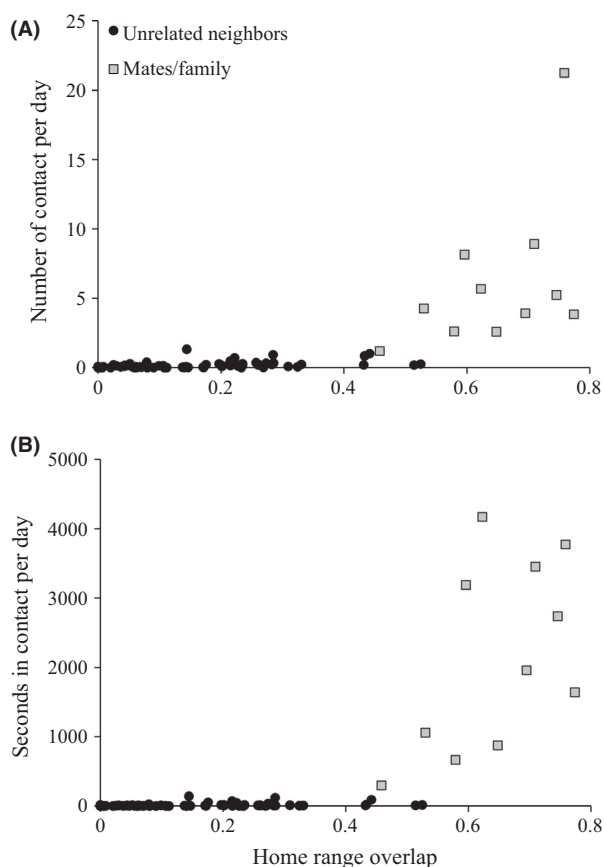 (A)
Unrelated neighbors
Mates/family
Number of contact per day
25
20
15
10
5
0
0 0.2 0.4 0.6 0.8
(B)
Seconds in contact per day
5000
4000
3000
2000
1000
0
0 0.2 0.4 0.6 0.8
Home range overlap